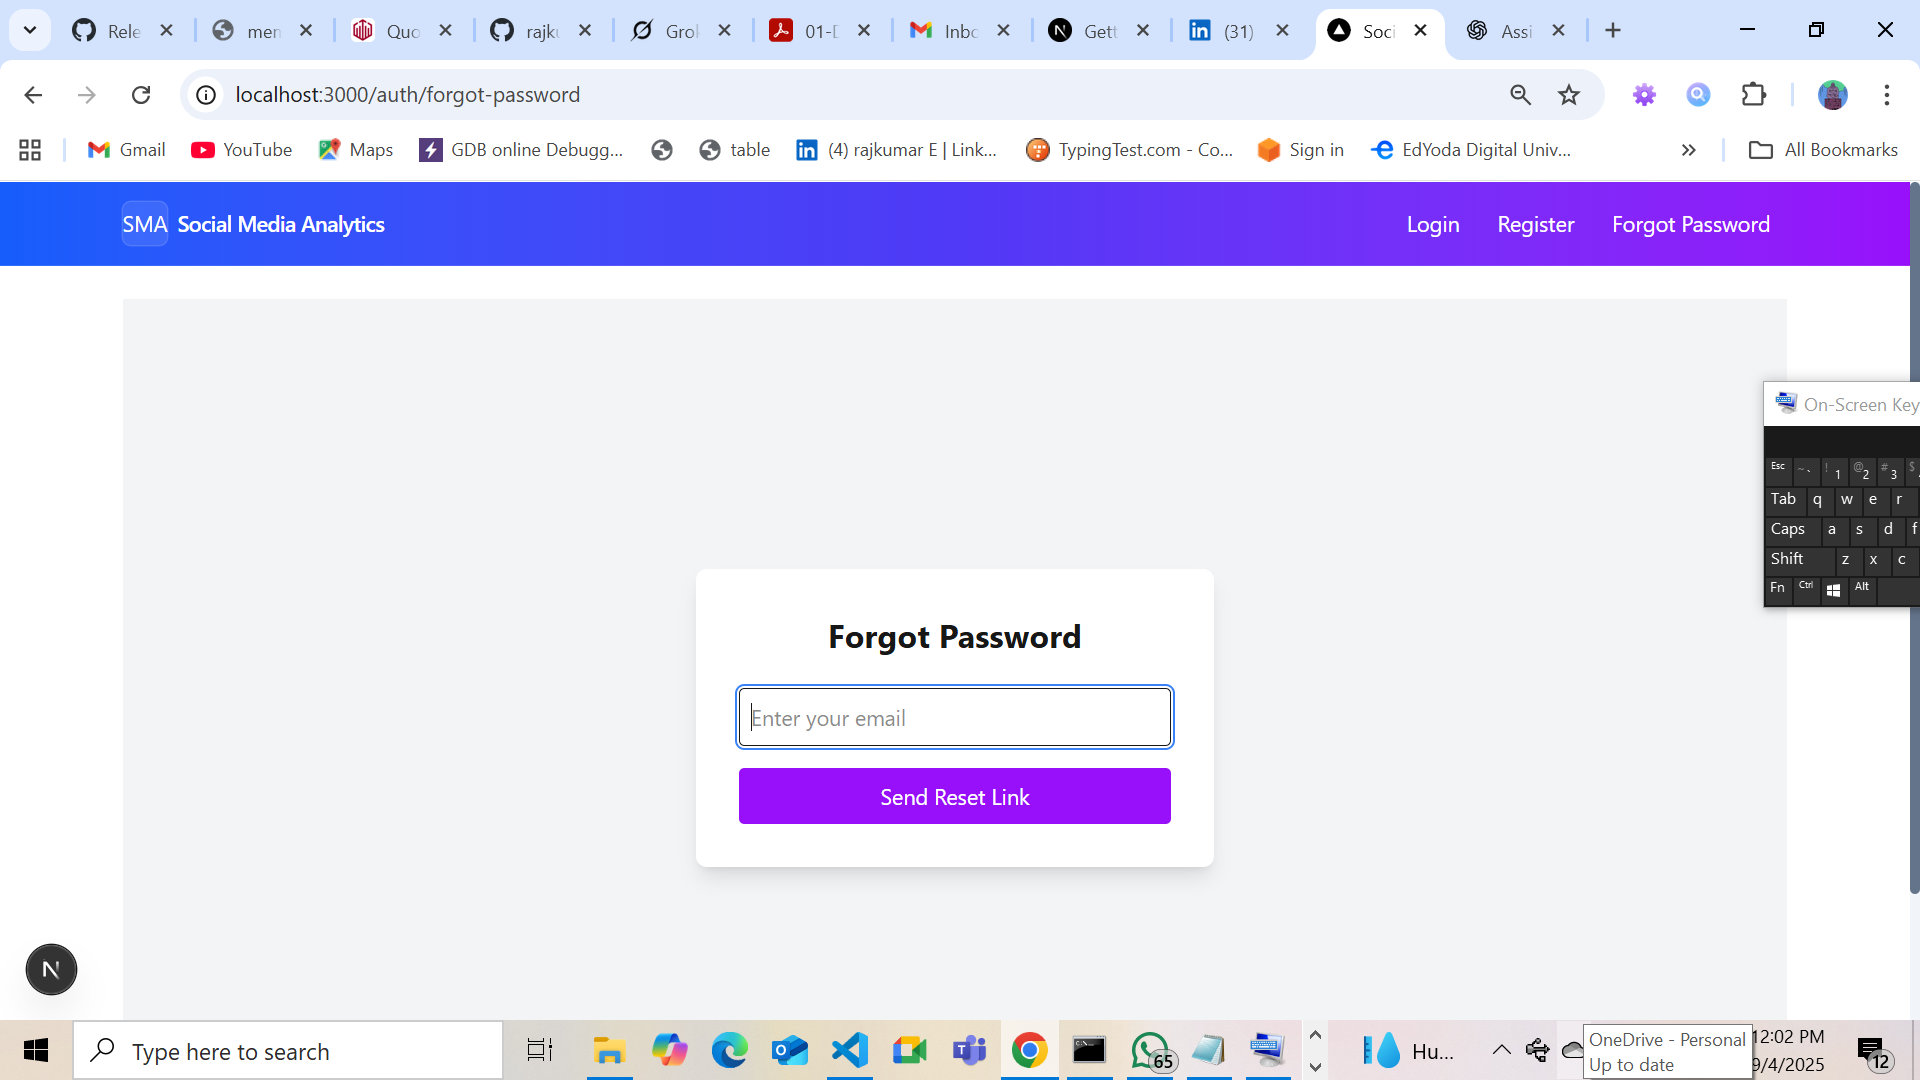 Rele
mer
Quo
rajku
Grok
01-D
Inbo
Gett
(31)
Soci
Assi
localhost:3000/auth/forgot-password
Gmail
YouTube
Maps
GDB online Debugg...
table
(4) rajkumar E | Link...
TypingTest.com - Co...
Sign in
EdYoda Digital Univ...
All Bookmarks
SMA Social Media Analytics
Login Register Forgot Password
On-Screen Key
Esc ~ ` ! 1 @ 2 # 3 $
Tab q w e r
Caps a s d f
Shift z x c
Fn Ctrl Alt
Forgot Password
Enter your email
Send Reset Link
N
Type here to search
65
Hu...
OneDrive - Personal
Up to date
12:02 PM
9/4/2025
12